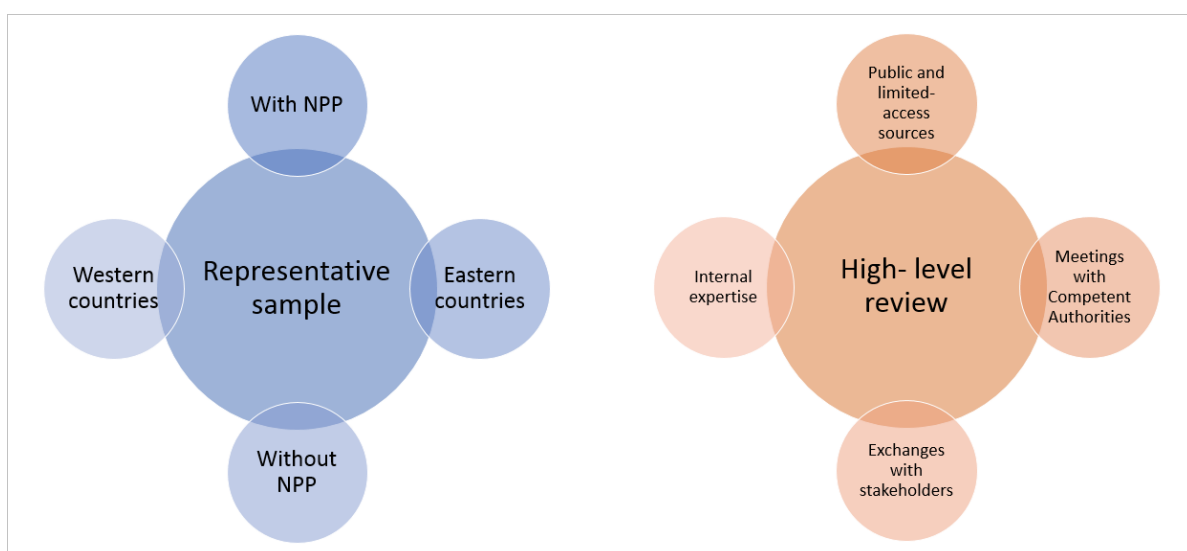 With NPP
Western
countries
Representative
sample
Eastern
countries
Without
NPP
Public and
limited-
access
sources
Internal
expertise
High- level
review
Meetings
with
Competent
Authorities
Exchanges
with
stakeholders